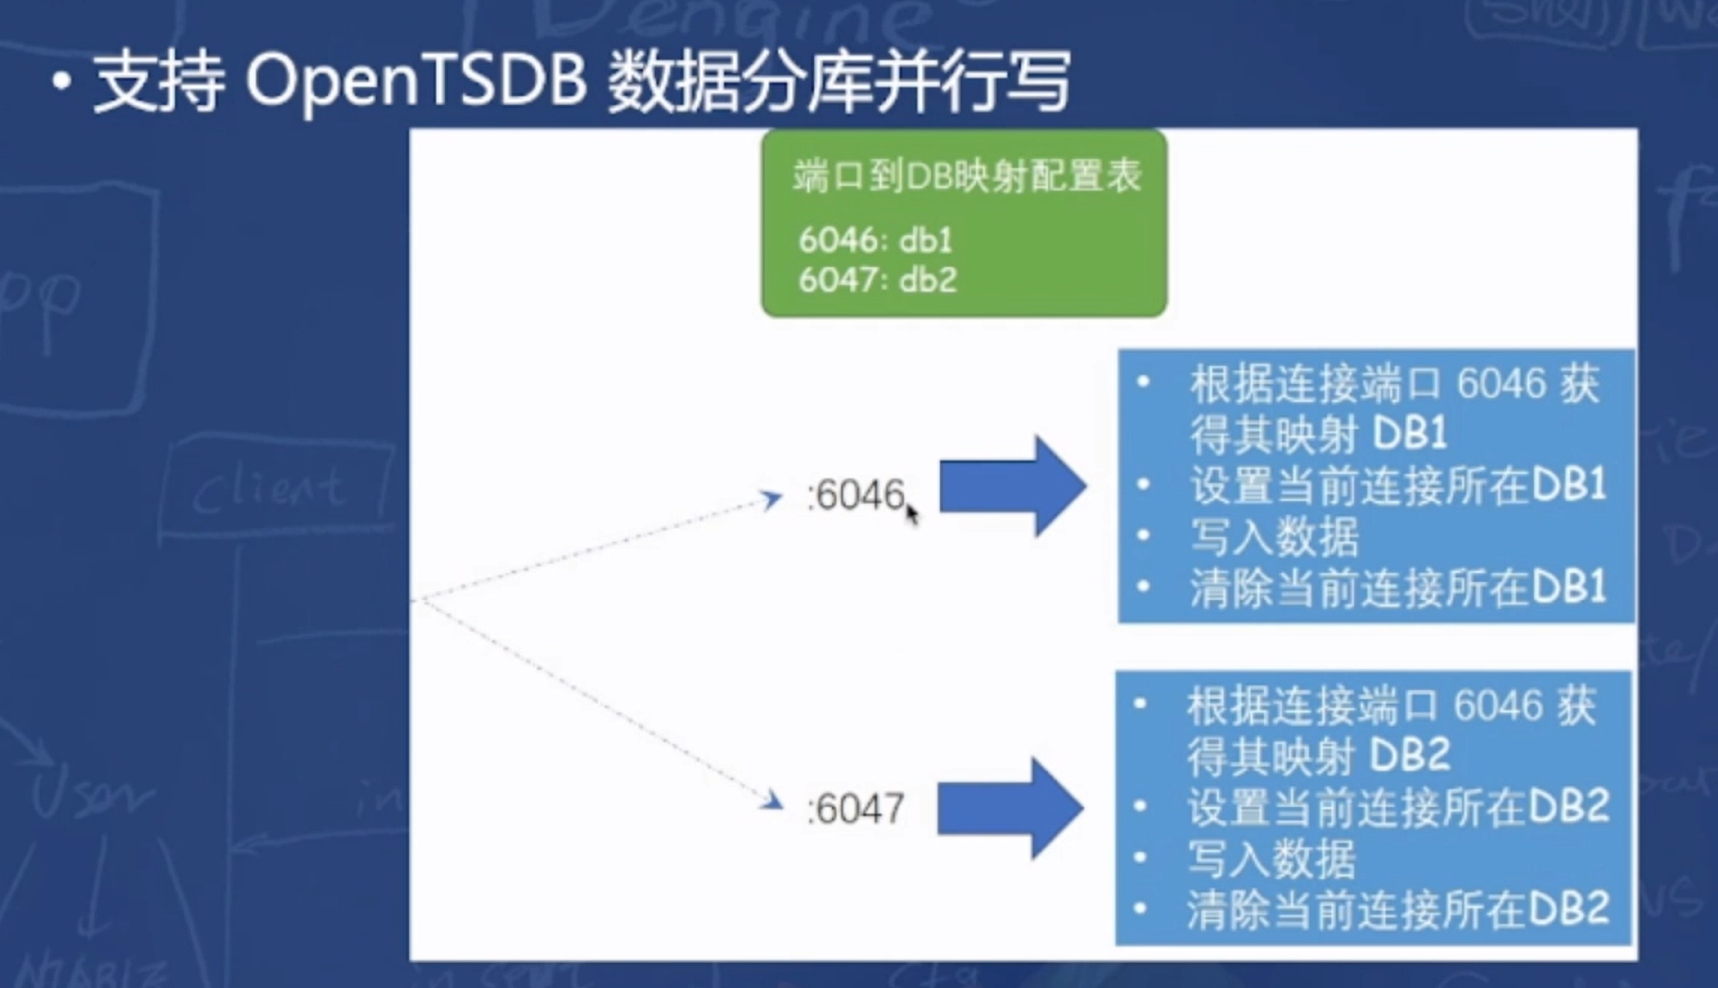 Dengine
• 支持 OpenTSDB 数据分库并行写
端口到DB映射配置表
6046: db1
6047: db2
client
User
:6046
• 根据连接端口 6046 获
得其映射 DB1
• 设置当前连接所在DB1
• 写入数据
• 清除当前连接所在DB1
:6047
• 根据连接端口 6046 获
得其映射 DB2
• 设置当前连接所在DB2
• 写入数据
• 清除当前连接所在DB2